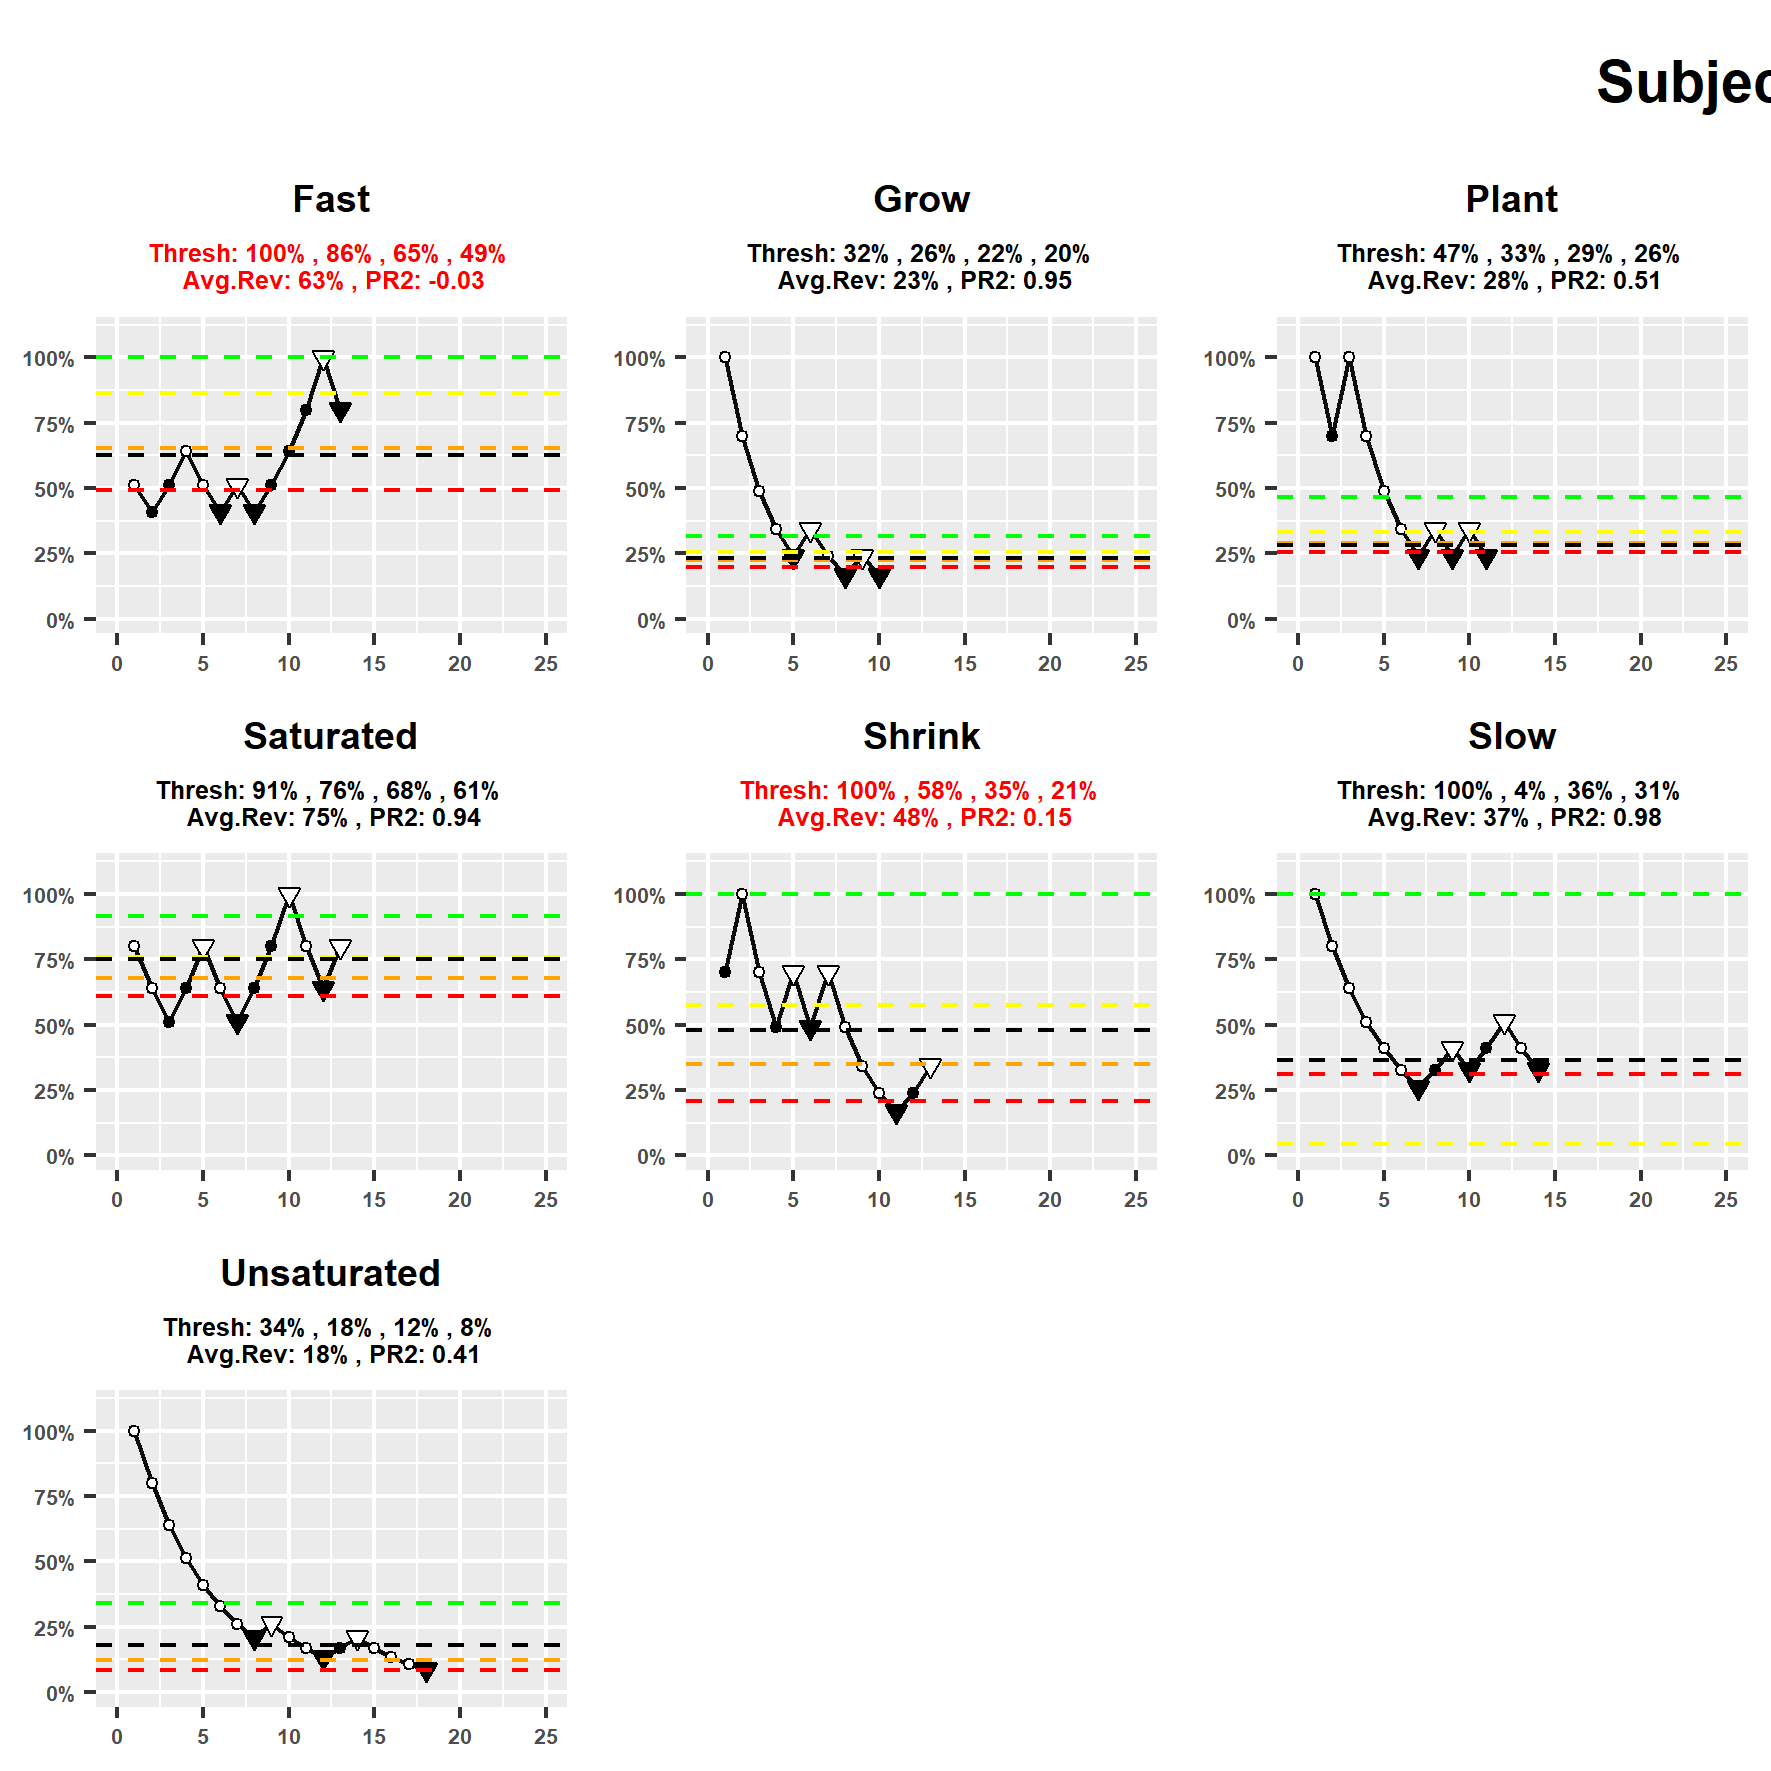 Subjec
Fast
Thresh: 100% , 86% , 65% , 49%
Avg.Rev: 63% , PR2: -0.03
100%
75%
50%
25%
0%
0 5 10 15 20 25
Grow
Thresh: 32% , 26% , 22% , 20%
Avg.Rev: 23% , PR2: 0.95
100%
75%
50%
25%
0%
0 5 10 15 20 25
Plant
Thresh: 47% , 33% , 29% , 26%
Avg.Rev: 28% , PR2: 0.51
100%
75%
50%
25%
0%
0 5 10 15 20 25
Saturated
Thresh: 91% , 76% , 68% , 61%
Avg.Rev: 75% , PR2: 0.94
100%
75%
50%
25%
0%
0 5 10 15 20 25
Shrink
Thresh: 100% , 58% , 35% , 21%
Avg.Rev: 48% , PR2: 0.15
100%
75%
50%
25%
0%
0 5 10 15 20 25
Slow
Thresh: 100% , 4% , 36% , 31%
Avg.Rev: 37% , PR2: 0.98
100%
75%
50%
25%
0%
0 5 10 15 20 25
Unsaturated
Thresh: 34% , 18% , 12% , 8%
Avg.Rev: 18% , PR2: 0.41
100%
75%
50%
25%
0%
0 5 10 15 20 25